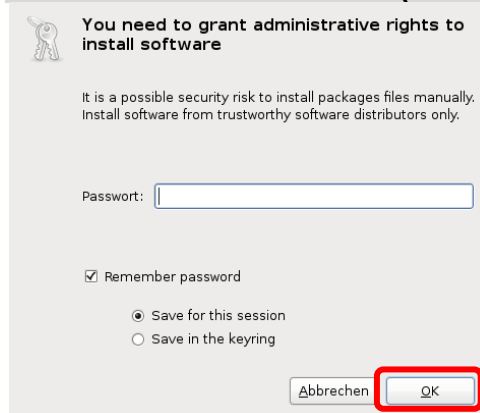 You need to grant administrative rights to
install software
It is a possible security risk to install packages files manually.
Install software from trustworthy software distributors only.
Passwort:
Remember password
Save for this session
Save in the keyring
Abbrechen
OK